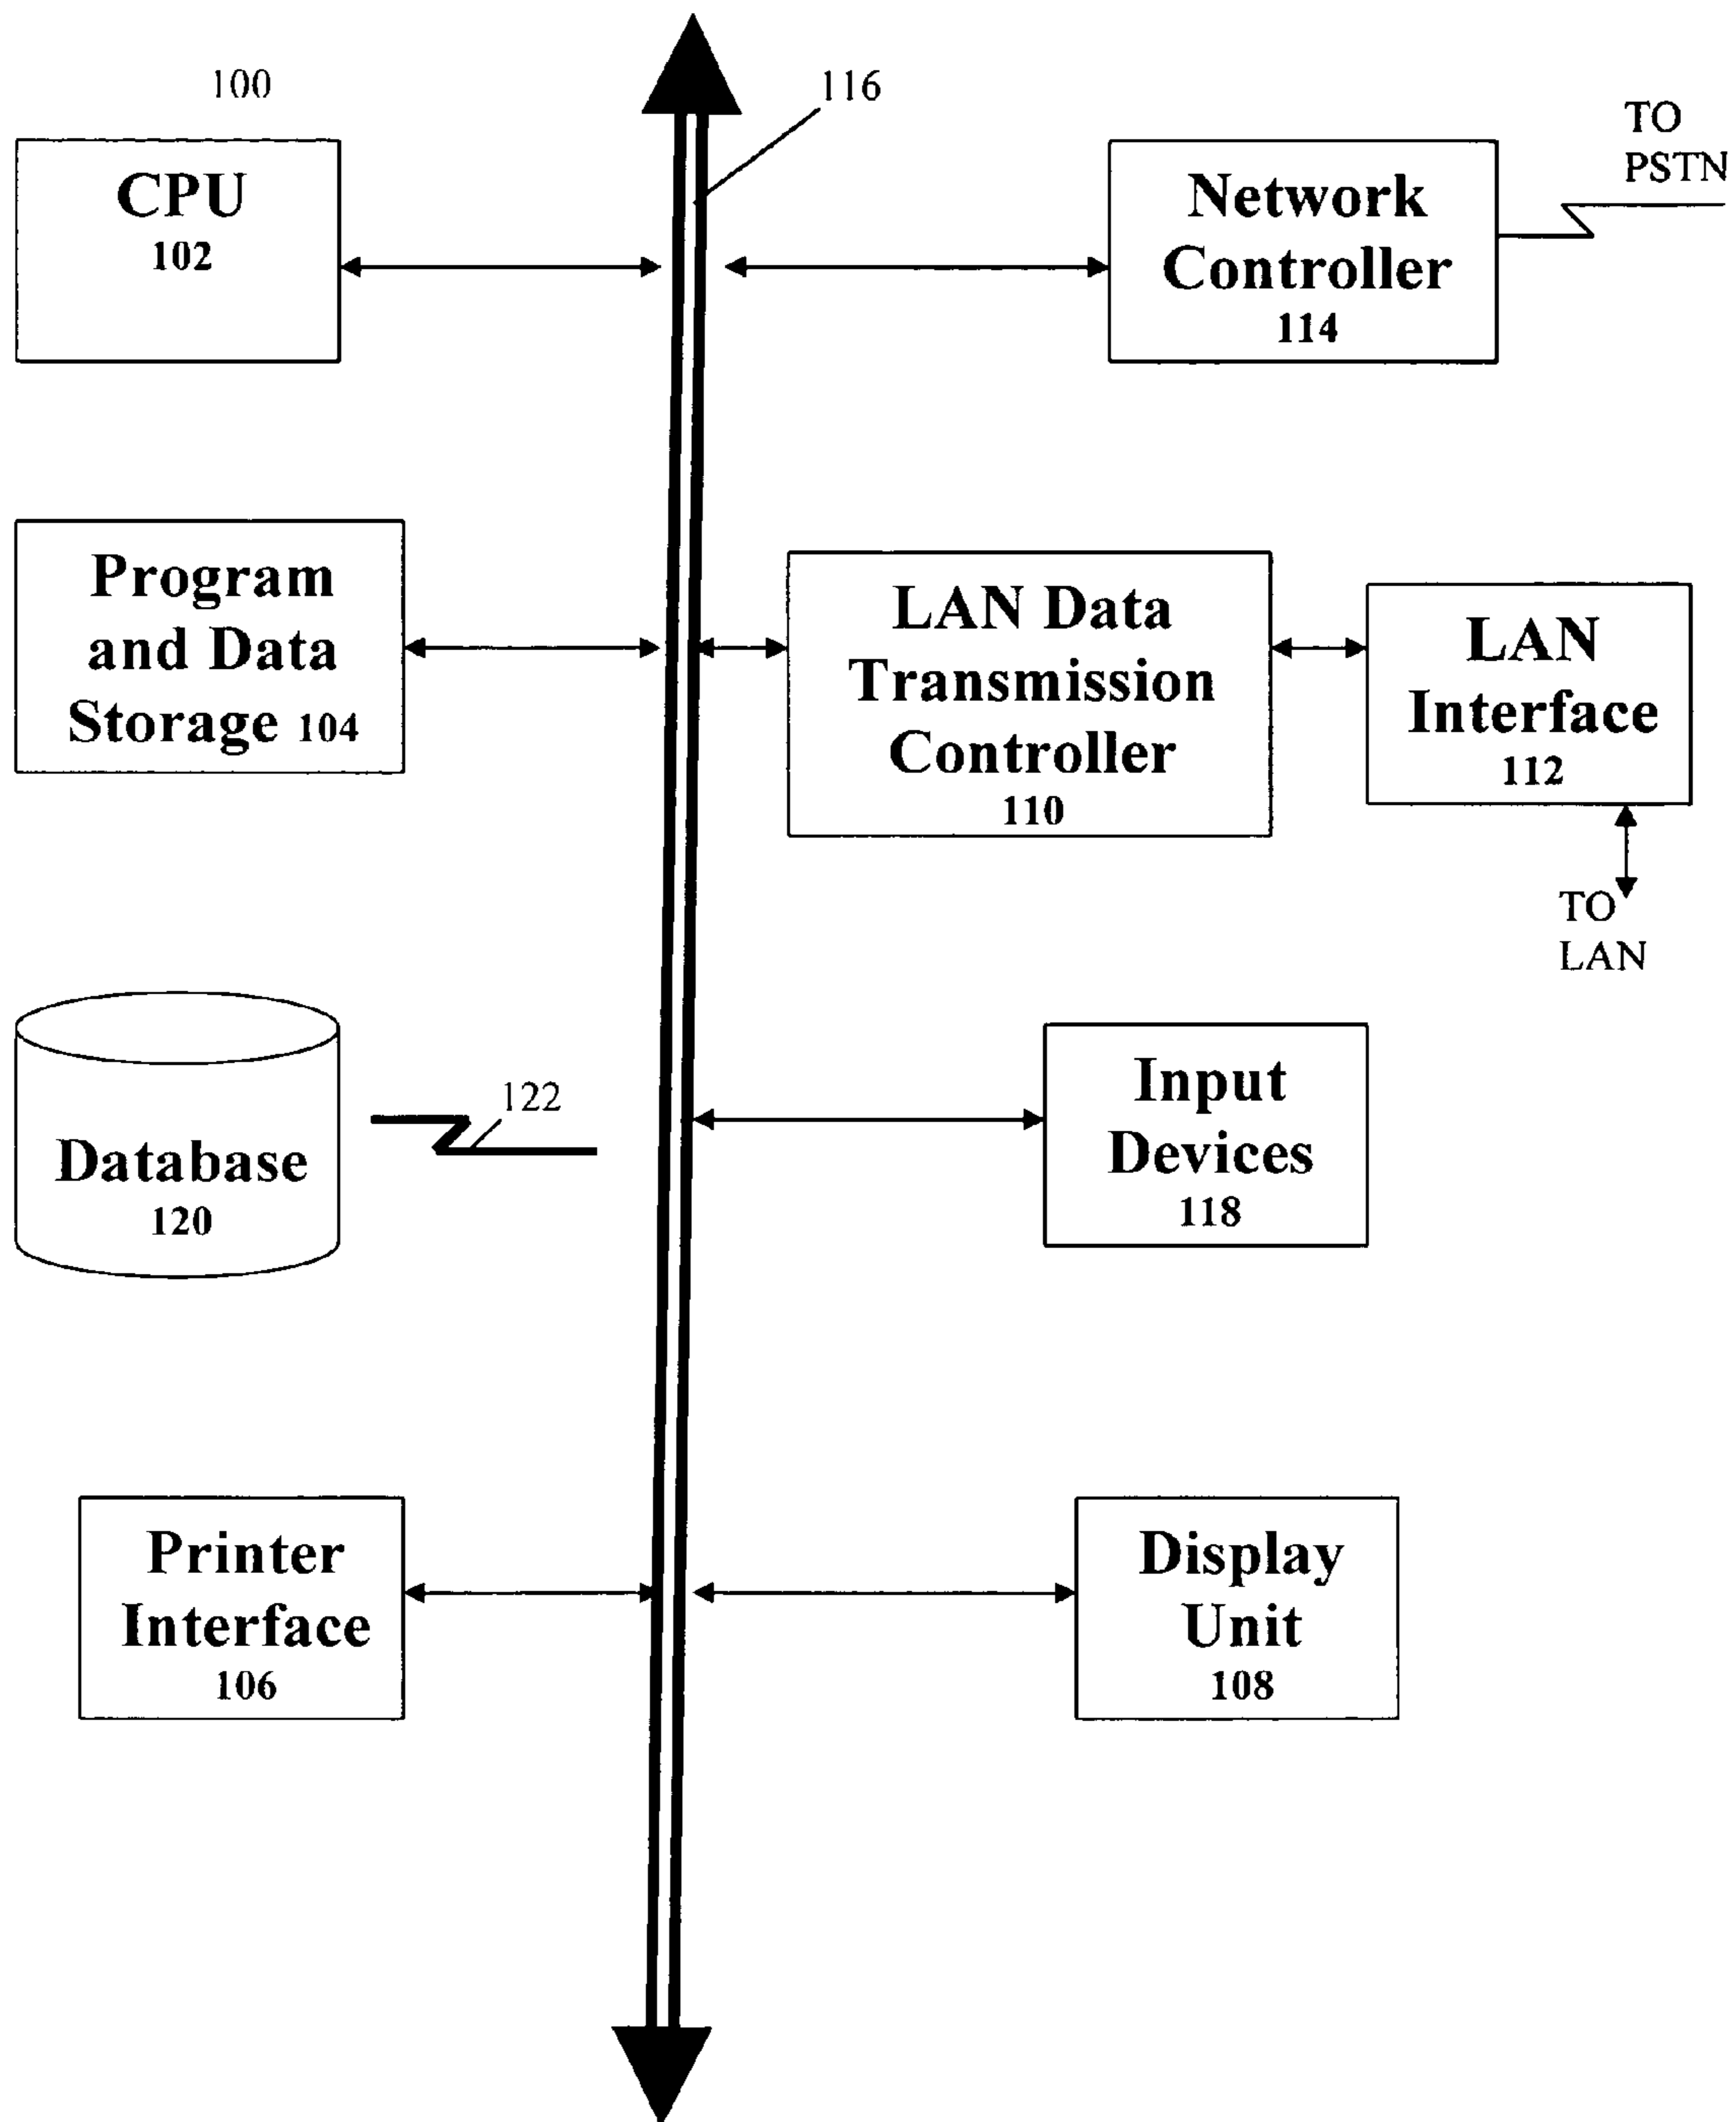 100
116
TO
PSTN
CPU
102
Network
Controller
114
Program
and Data
Storage 104
LAN Data
Transmission
Controller
110
LAN
Interface
112
TO
LAN
Database
120
122
Input
Devices
118
Printer
Interface
106
Display
Unit
108